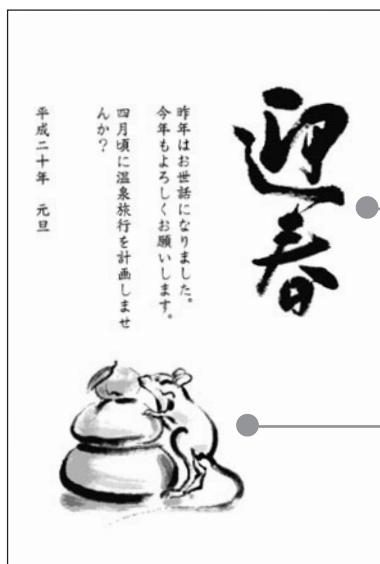 迎春
昨年はお世話になりました。
今年もよろしくお願いします。
四月頃に温泉旅行を計画しませ
んか？
平成二十年　元旦